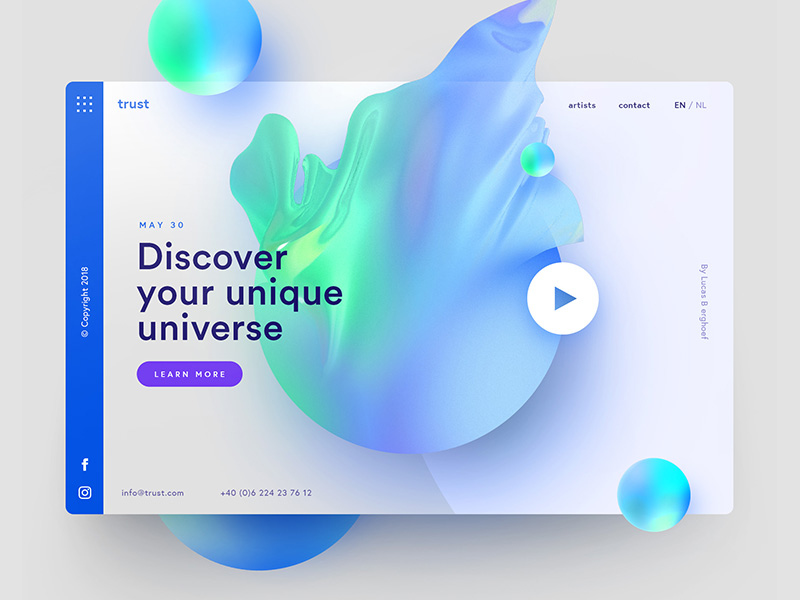 trust
artists
contact
EN / NL
MAY 30
Discover
your unique
universe
LEARN MORE
© Copyright 2018
By Lucas B erghoef
info@trust.com
+40 (0)6 224 23 76 12